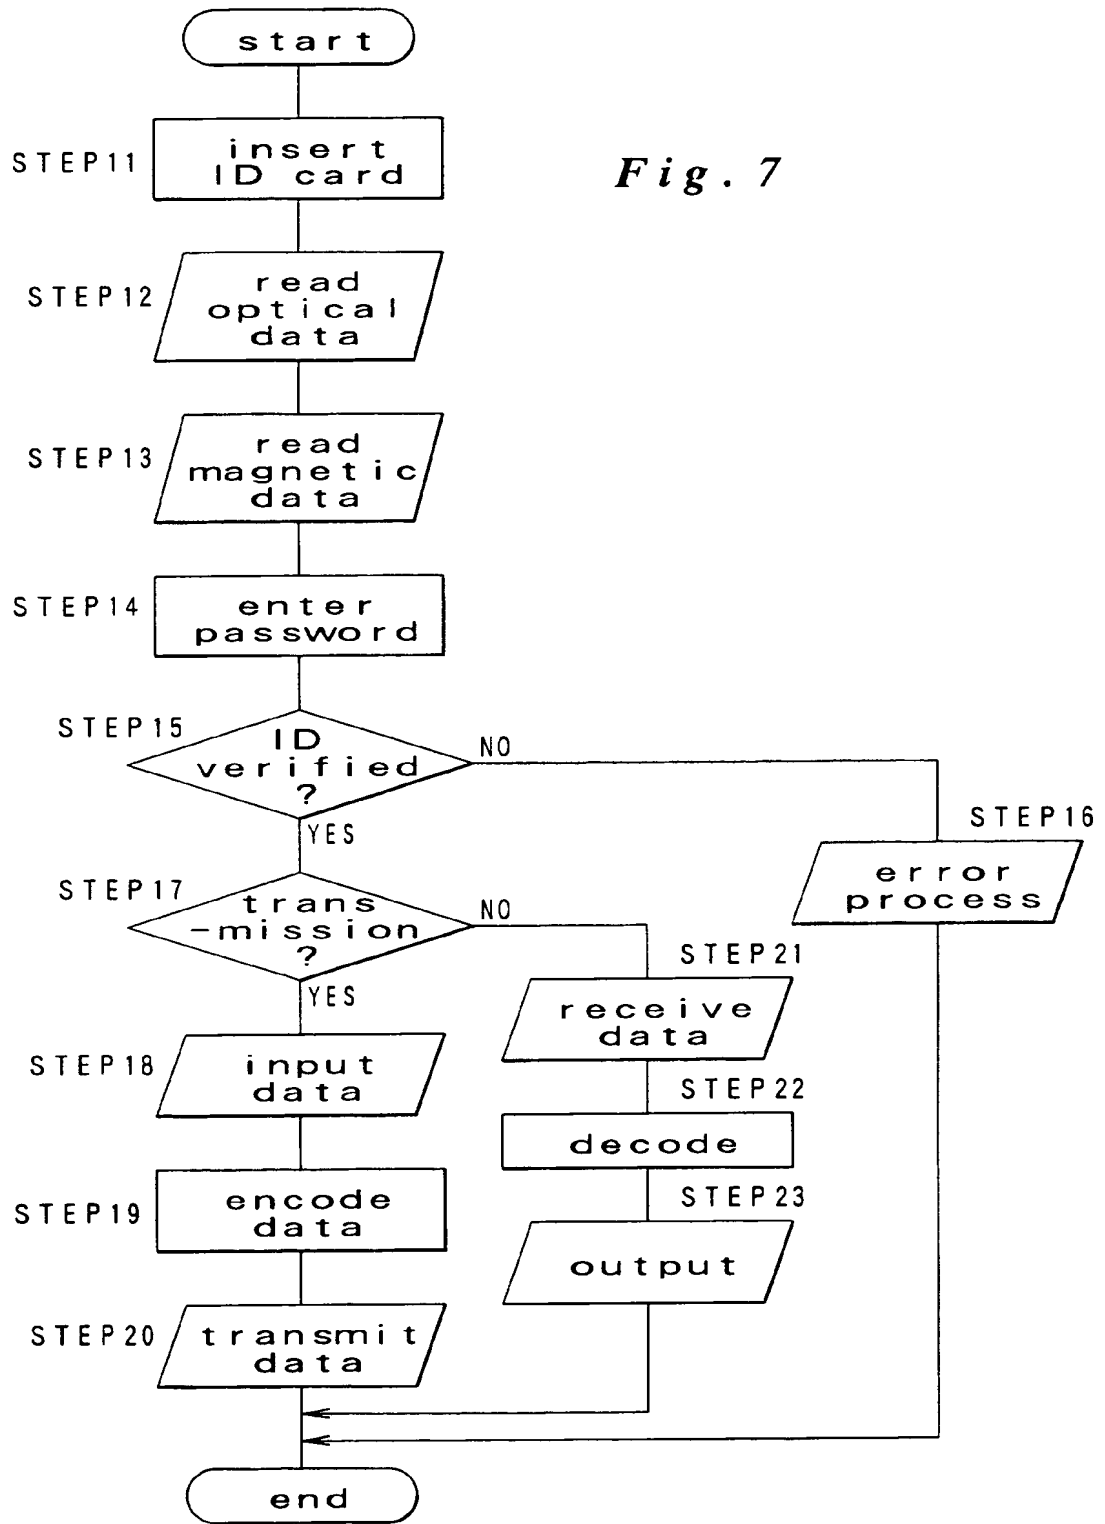 start
STEP11
insert
ID card
Fig. 7
STEP12
read
optical
data
STEP13
read
magnetic
data
STEP14
enter
password
STEP15
ID
verified
?
NO
YES
STEP16
error
process
STEP17
trans
-mission
?
NO
YES
STEP21
receive
data
STEP18
input
data
STEP22
decode
STEP19
encode
data
STEP23
output
STEP20
transmit
data
end